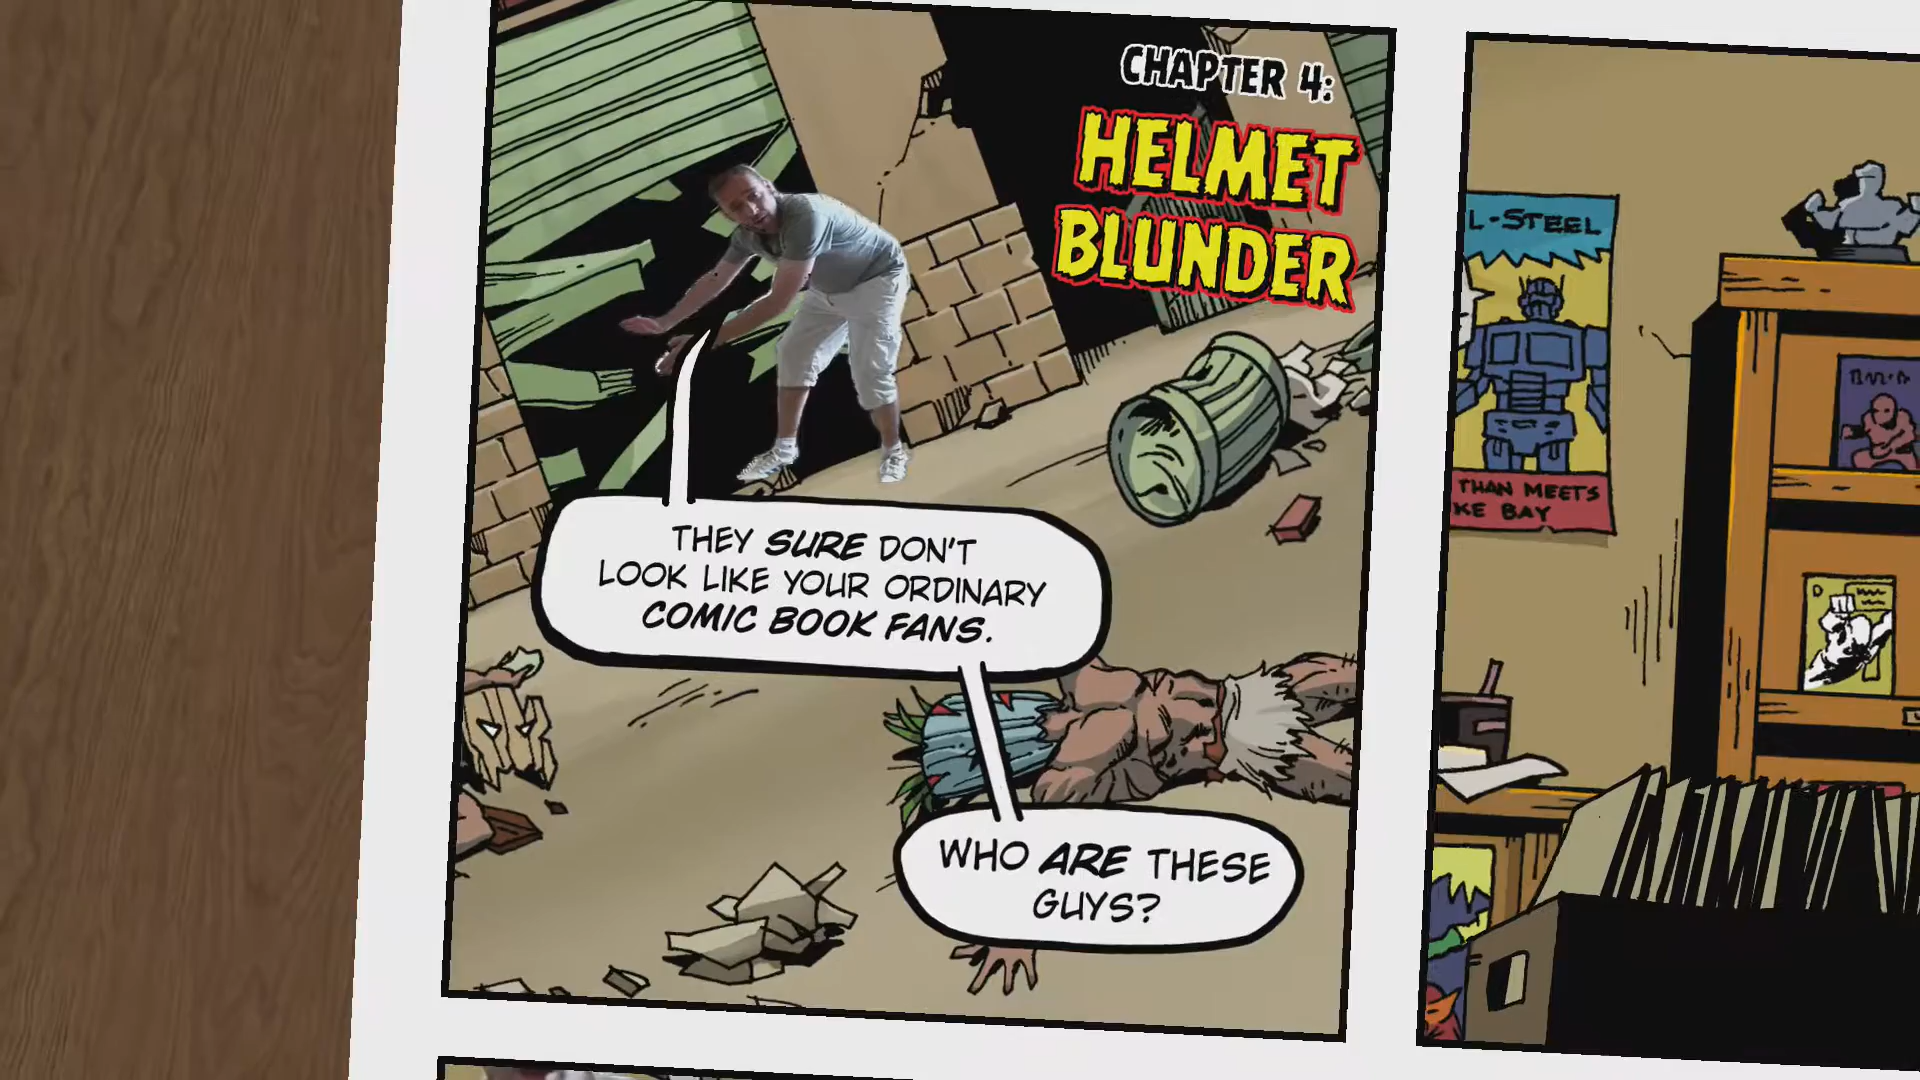 CHAPTER 4:
HELMET
BLUNDER
THEY SURE DON'T
LOOK LIKE YOUR ORDINARY
COMIC BOOK FANS.
WHO ARE THESE
GUYS?
L-STEEL
THAN MEETS
KE BAY